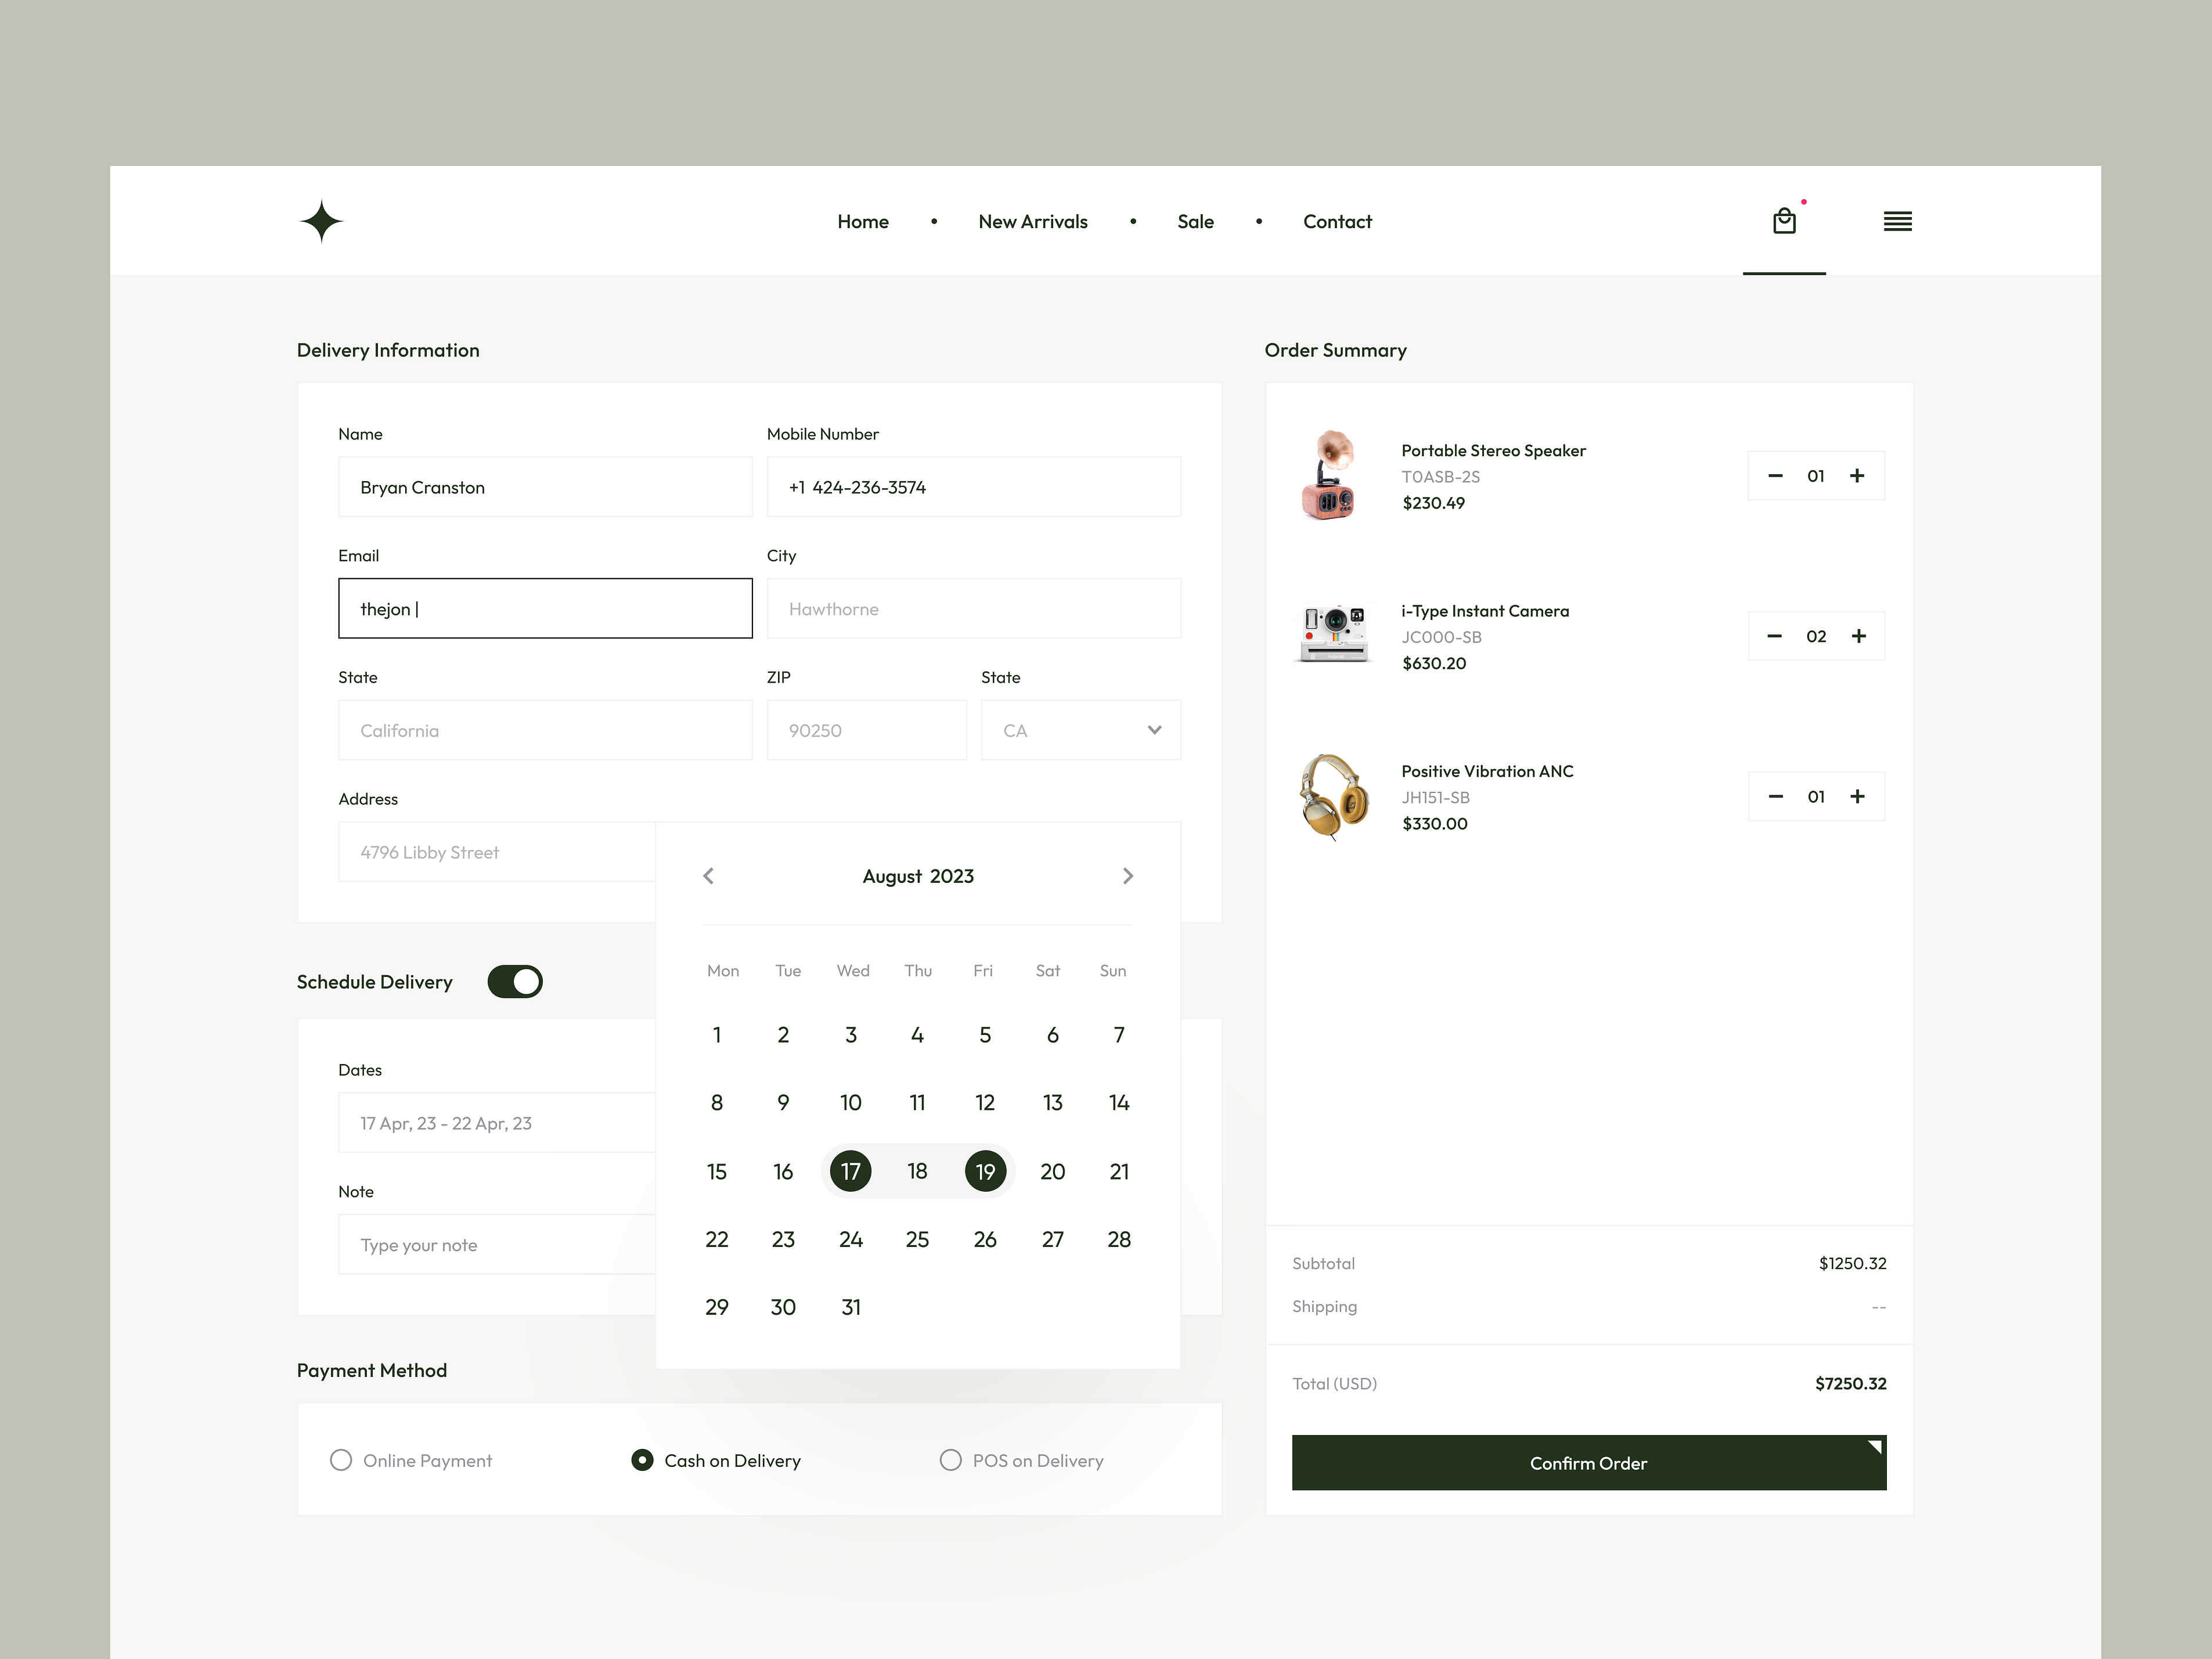 Home • New Arrivals • Sale • Contact
Delivery Information
Name
Bryan Cranston
Mobile Number
+1 424-236-3574
Email
thejon |
City
Hawthorne
State
California
ZIP
90250
State
CA
Address
4796 Libby Street
August 2023
Mon Tue Wed Thu Fri Sat Sun
1 2 3 4 5 6 7
8 9 10 11 12 13 14
15 16 17 18 19 20 21
22 23 24 25 26 27 28
29 30 31
Schedule Delivery
Dates
17 Apr, 23 - 22 Apr, 23
Note
Type your note
Payment Method
Online Payment
Cash on Delivery
POS on Delivery
Order Summary
Portable Stereo Speaker
T0ASB-2S
$230.49
− 01 +
i-Type Instant Camera
JC000-SB
$630.20
− 02 +
Positive Vibration ANC
JH151-SB
$330.00
− 01 +
Subtotal $1250.32
Shipping --
Total (USD) $7250.32
Confirm Order